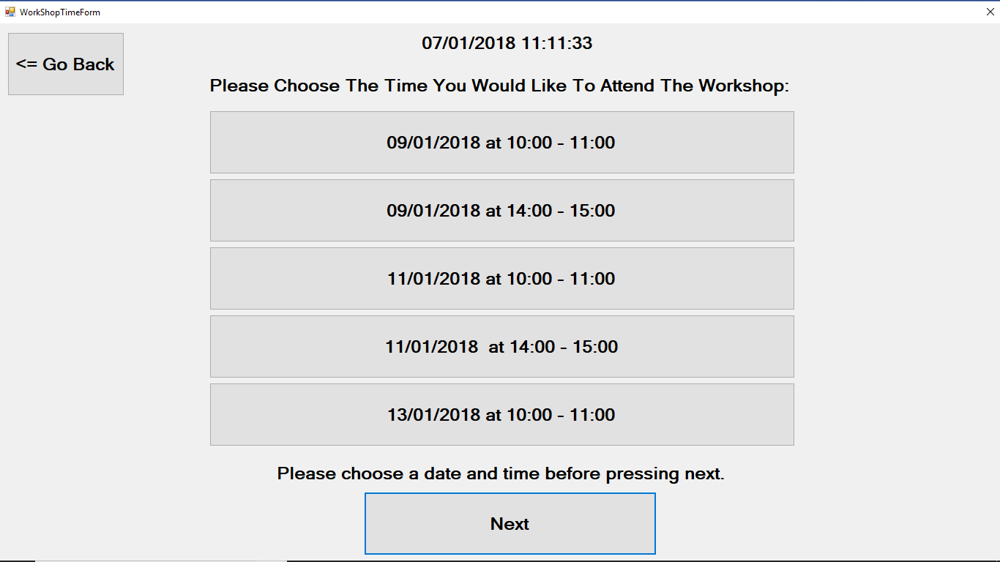 WorkShopTimeForm
<= Go Back
07/01/2018 11:11:33
Please Choose The Time You Would Like To Attend The Workshop:
09/01/2018 at 10:00 - 11:00
09/01/2018 at 14:00 - 15:00
11/01/2018 at 10:00 - 11:00
11/01/2018  at 14:00 - 15:00
13/01/2018 at 10:00 - 11:00
Please choose a date and time before pressing next.
Next